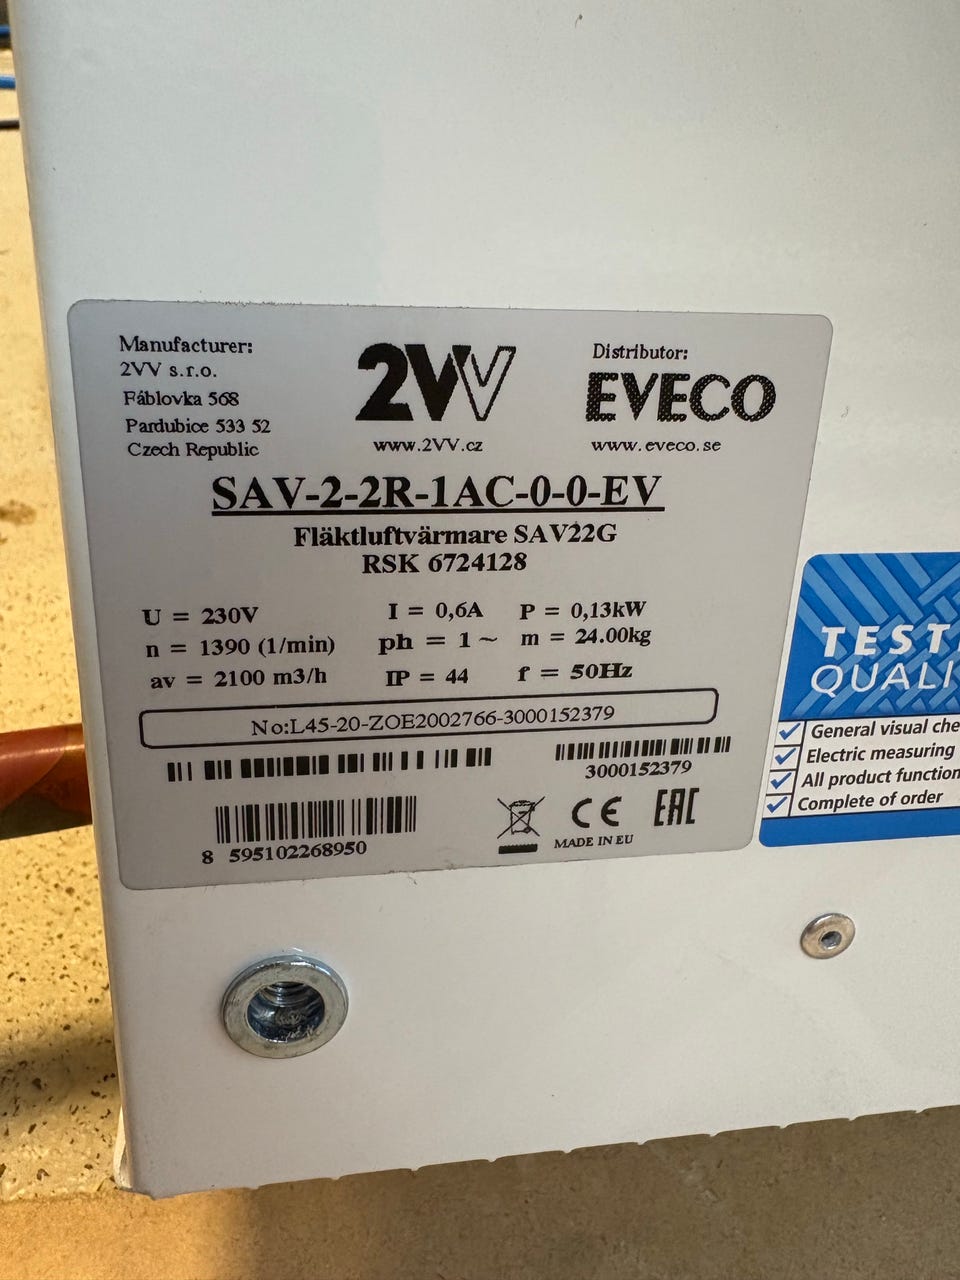 Manufacturer:
2VV s.r.o.
Fáblovka 568
Pardubice 533 52
Czech Republic
2VV
www.2VV.cz
Distributor:
EVECO
www.eveco.se
SAV-2-2R-1AC-0-0-EV
Fläktluftvärmare SAV22G
RSK 6724128
U = 230V I = 0,6A P = 0,13kW
n = 1390 (1/min) ph = 1 ~ m = 24.00kg
av = 2100 m3/h IP = 44 f = 50Hz
No:L45-20-ZOE2002766-3000152379
3000152379
8 595102268950
CE EAC
MADE IN EU
TEST
QUALI
General visual che
Electric measuring
All product function
Complete of order